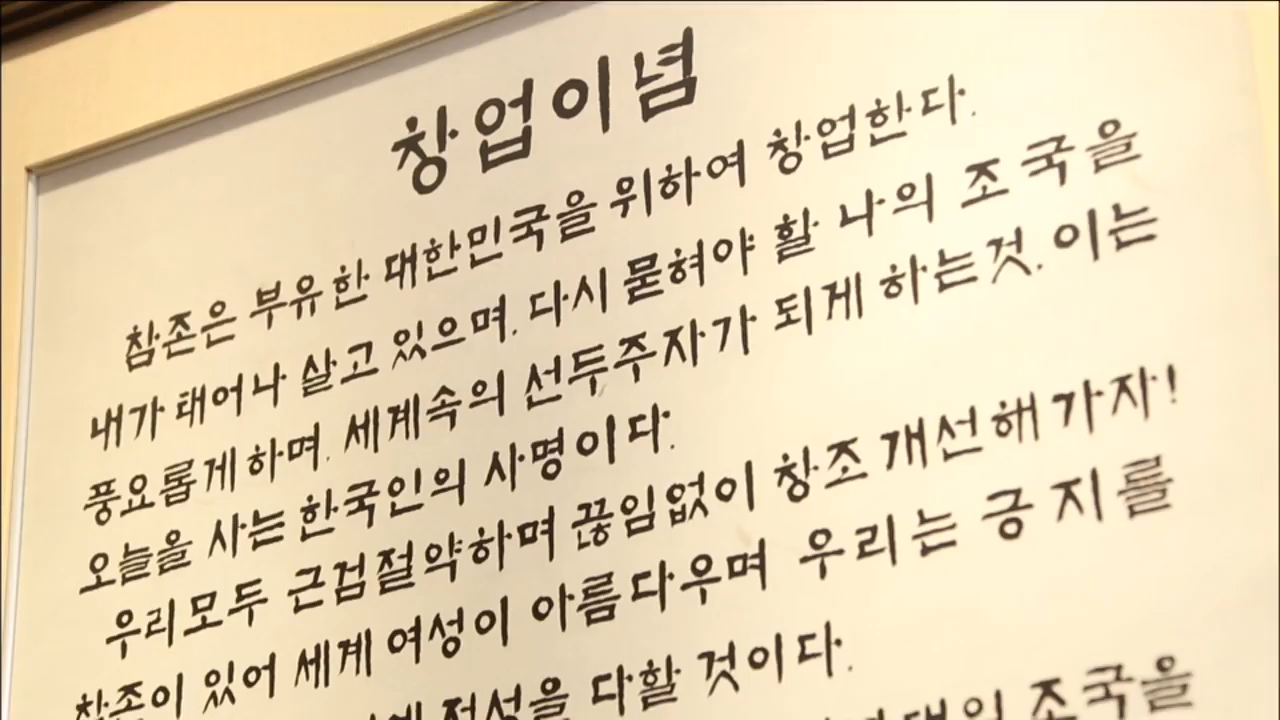 창업이념
참존은 부유한 대한민국을 위하여 창업한다.
내가 태어나 살고 있으며, 다시 묻혀야 할 나의 조국을
풍요롭게 하며, 세계속의 선두주자가 되게 하는것. 이는
오늘을 사는 한국인의 사명이다.
우리모두 근검절약하며 끊임없이 창조 개선해 가자!
참존이 있어 세계 여성이 아름다우며 우리는 긍지를
정성을 다할 것이다.
조국을